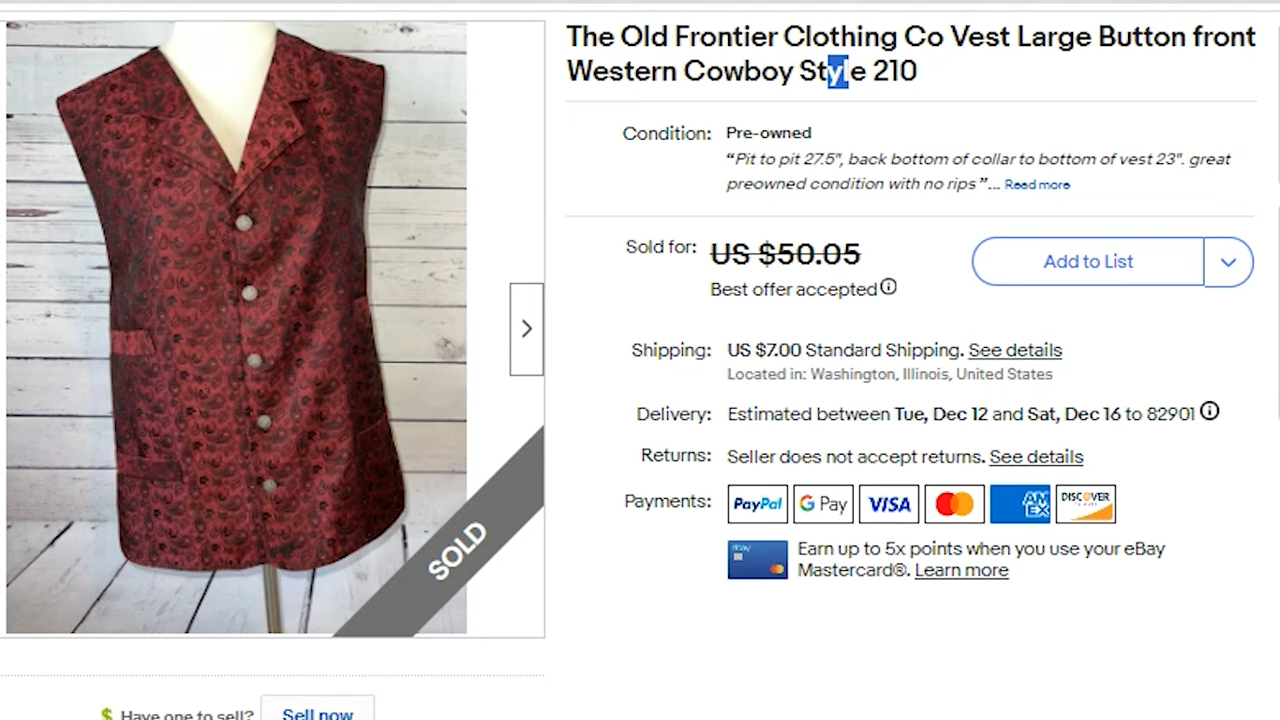 The Old Frontier Clothing Co Vest Large Button front
Western Cowboy Style 210
Condition: Pre-owned
“Pit to pit 27.5", back bottom of collar to bottom of vest 23". great
preowned condition with no rips”... Read more
Sold for: US $50.05
Best offer accepted
Add to List
Shipping: US $7.00 Standard Shipping. See details
Located in: Washington, Illinois, United States
Delivery: Estimated between Tue, Dec 12 and Sat, Dec 16 to 82901
Returns: Seller does not accept returns. See details
Payments: PayPal G Pay VISA AM EX DISCOVER
ebay
Earn up to 5x points when you use your eBay
Mastercard®. Learn more
SOLD
$ Have one to sell? Sell now